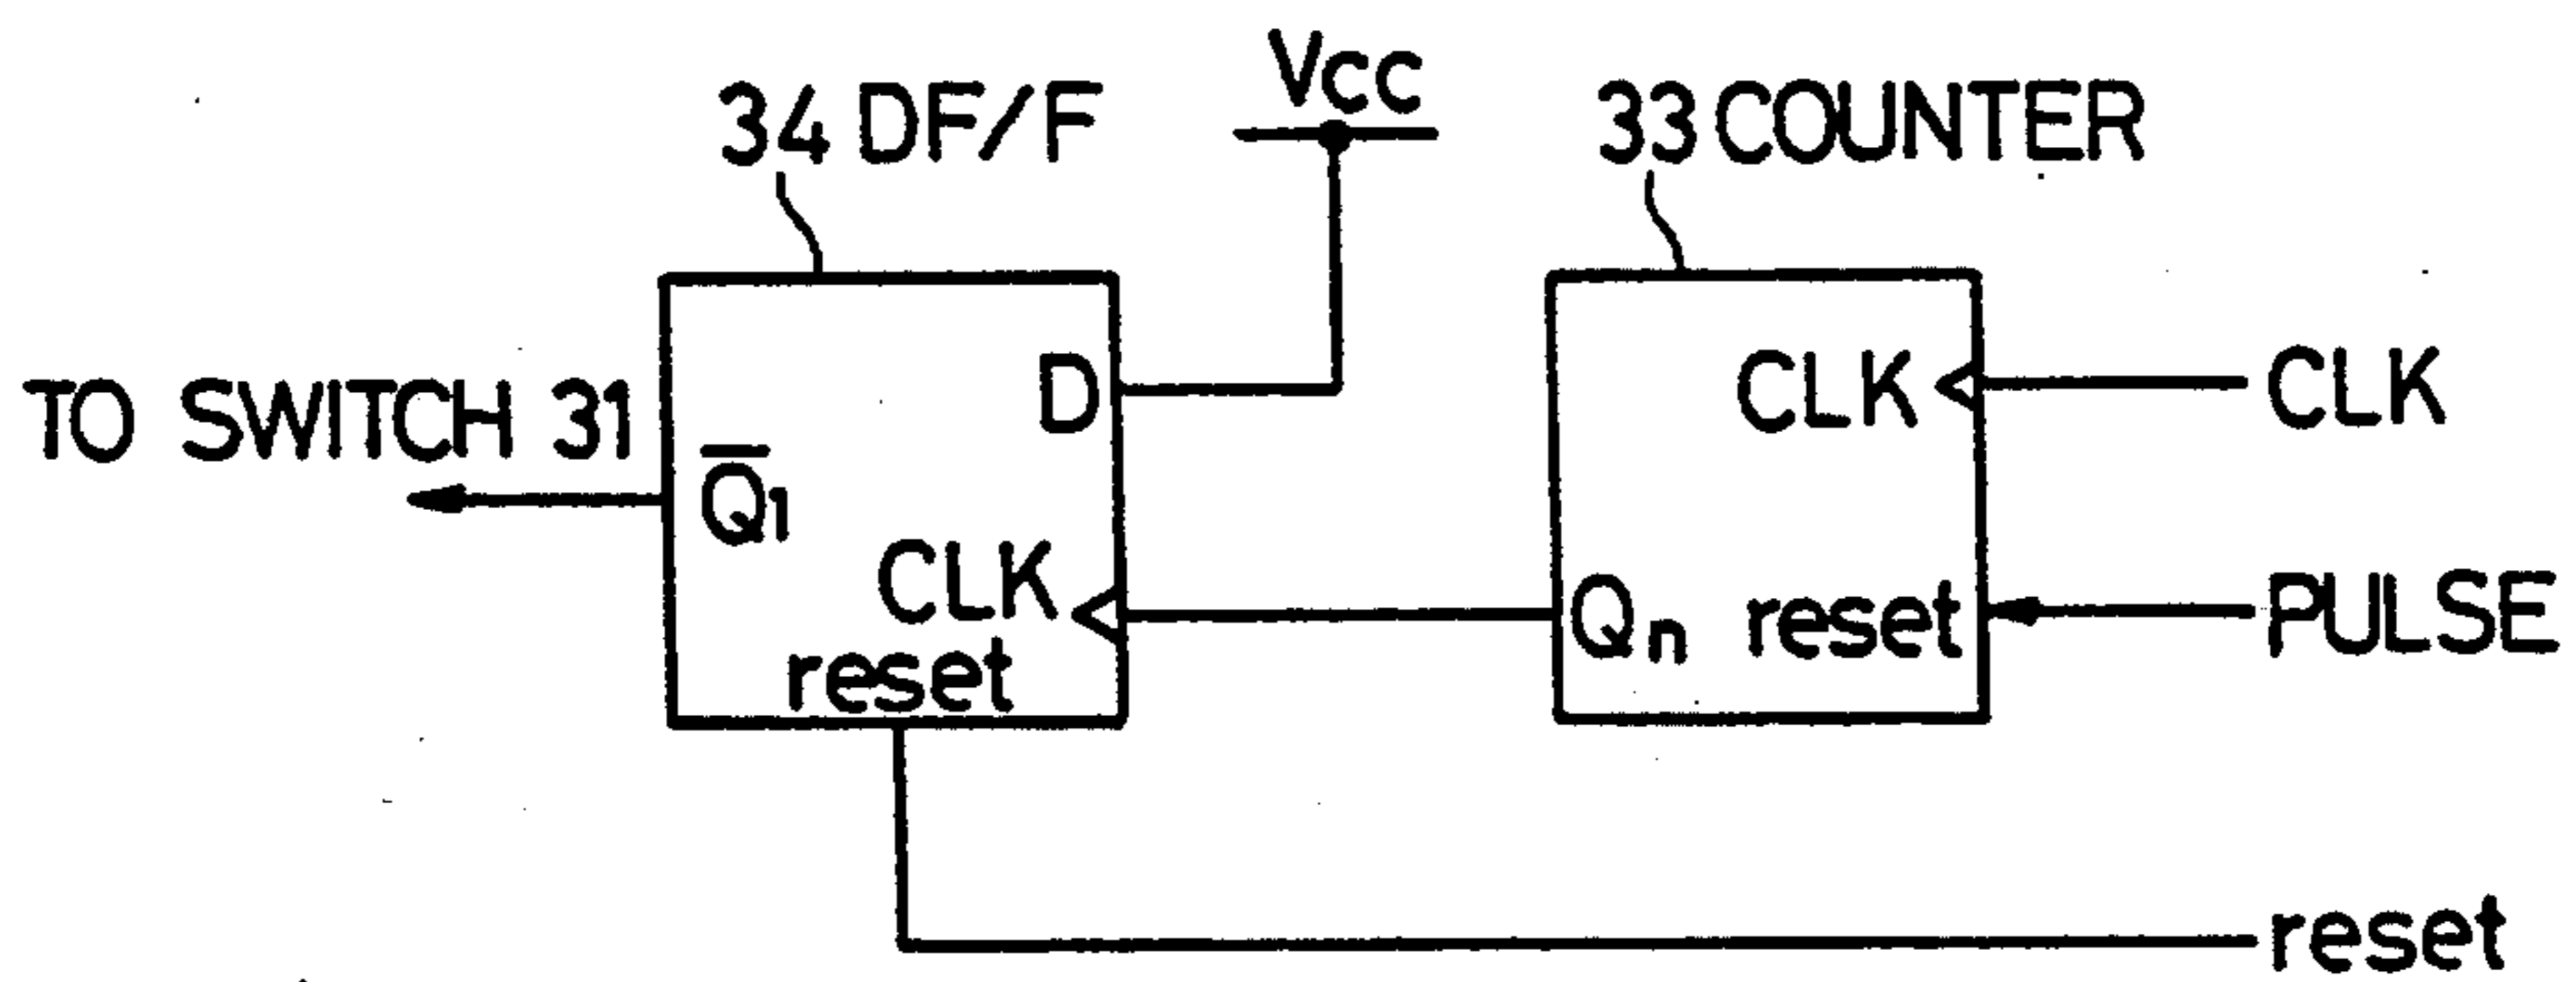 Vcc
34 DF/F
33 COUNTER
D
CLK
CLK
TO SWITCH 31
Q̅1
CLK
reset
Qn
reset
PULSE
reset